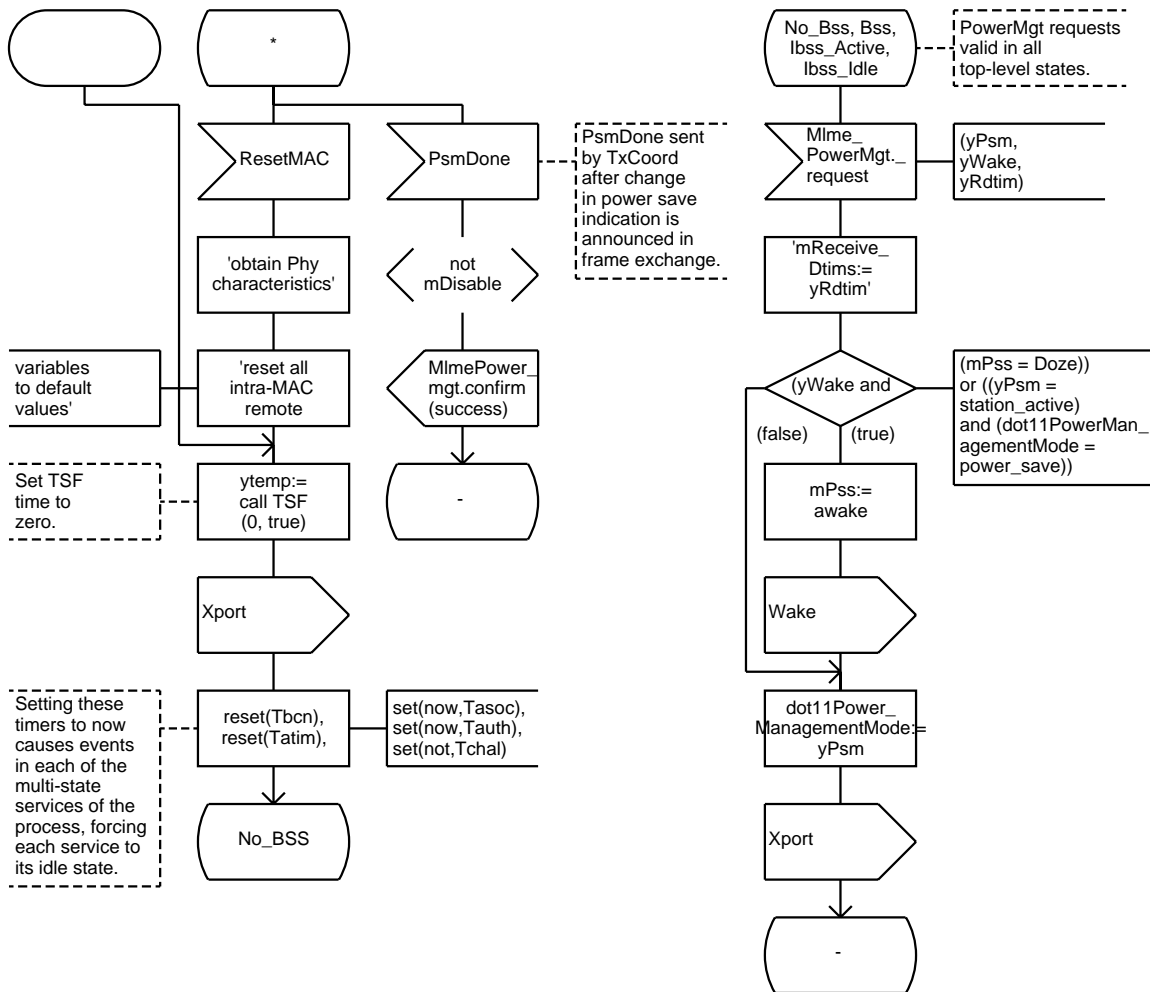 *
ResetMAC
'obtain Phy
characteristics'
variables
to default
values'
'reset all
intra-MAC
remote
Set TSF
time to
zero.
ytemp:=
call TSF
(0, true)
Xport
Setting these
timers to now
causes events
in each of the
multi-state
services of the
process, forcing
each service to
its idle state.
reset(Tbcn),
reset(Tatim),
set(now,Tasoc),
set(now,Tauth),
set(not,Tchal)
No_BSS
PsmDone
PsmDone sent
by TxCoord
after change
in power save
indication is
announced in
frame exchange.
not
mDisable
MlmePower_
mgt.confirm
(success)
-
No_Bss, Bss,
Ibss_Active,
Ibss_Idle
PowerMgt requests
valid in all
top-level states.
Mlme_
PowerMgt._
request
(yPsm,
yWake,
yRdtim)
'mReceive_
Dtims:=
yRdtim'
(yWake and
(mPss = Doze))
or ((yPsm =
station_active)
and (dot11PowerMan_
agementMode =
power_save))
(false)
(true)
mPss:=
awake
Wake
dot11Power_
ManagementMode:=
yPsm
Xport
-